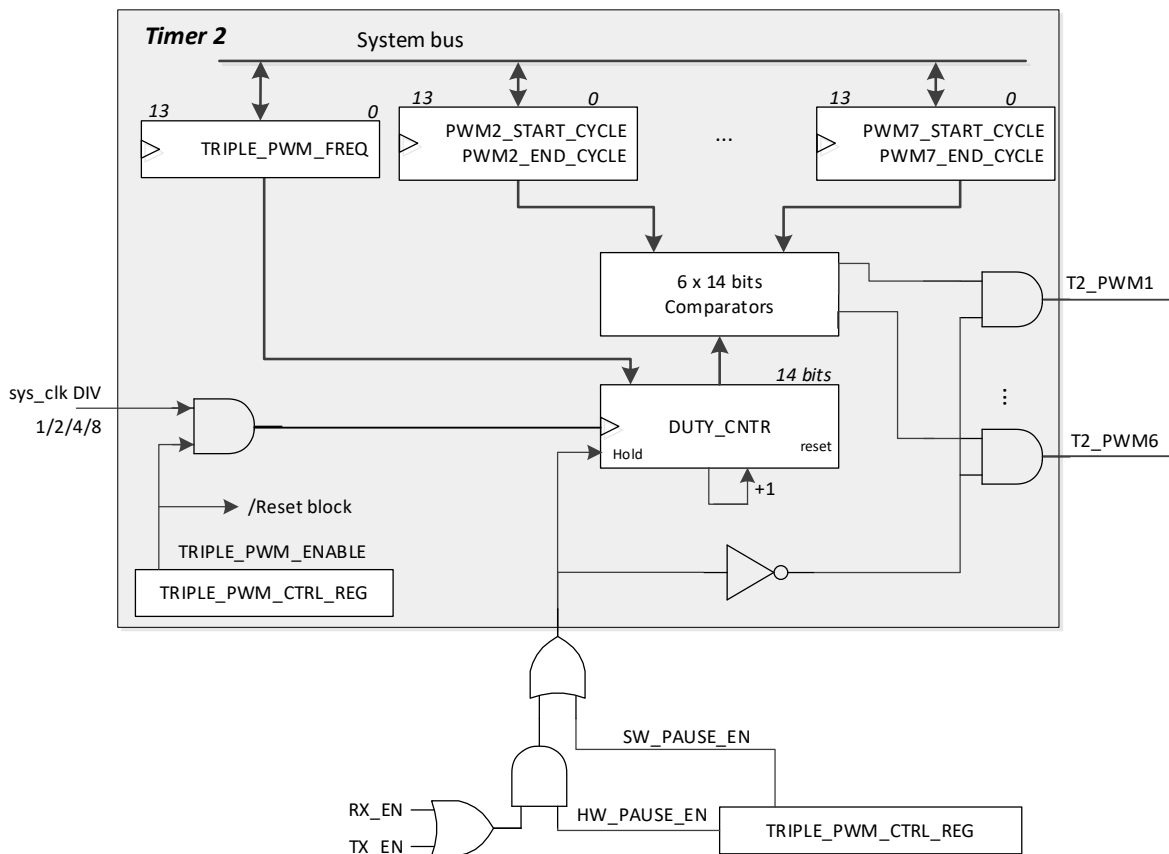 Timer 2
System bus
13 0
TRIPLE_PWM_FREQ
13 0
PWM2_START_CYCLE
PWM2_END_CYCLE
...
13 0
PWM7_START_CYCLE
PWM7_END_CYCLE
6 x 14 bits
Comparators
T2_PWM1
14 bits
sys_clk DIV
1/2/4/8
DUTY_CNTR
Hold
reset
+1
...
T2_PWM6
/Reset block
TRIPLE_PWM_ENABLE
TRIPLE_PWM_CTRL_REG
SW_PAUSE_EN
RX_EN
HW_PAUSE_EN
TRIPLE_PWM_CTRL_REG
TX_EN